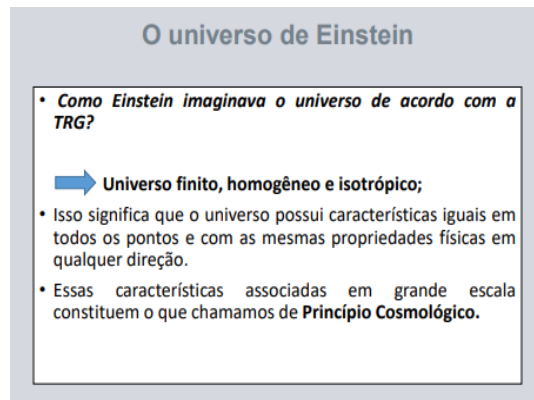 O universo de Einstein
• Como Einstein imaginava o universo de acordo com a
TRG?
Universo finito, homogêneo e isotrópico;
• Isso significa que o universo possui características iguais em
todos os pontos e com as mesmas propriedades físicas em
qualquer direção.
• Essas características associadas em grande escala
constituem o que chamamos de Princípio Cosmológico.